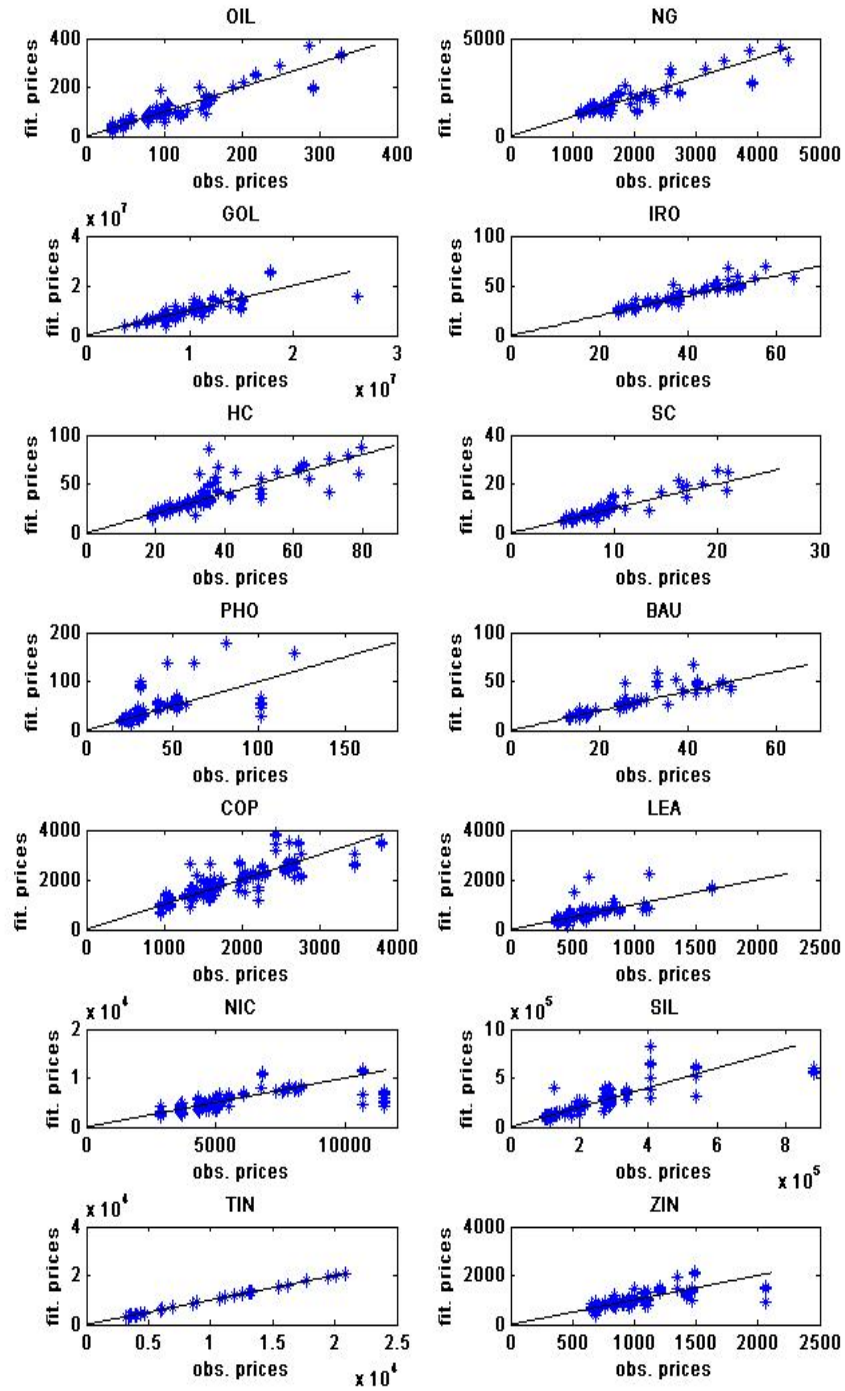 OIL
400
200
0
0 100 200 300 400
fit. prices
obs. prices
NG
5000
0
0 1000 2000 3000 4000 5000
fit. prices
obs. prices
GOL
x 10^7
4
2
0
0 1 2 3
x 10^7
fit. prices
obs. prices
IRO
100
50
0
0 20 40 60
fit. prices
obs. prices
HC
100
50
0
0 20 40 60 80
fit. prices
obs. prices
SC
40
20
0
0 10 20 30
fit. prices
obs. prices
PHO
200
100
0
0 50 100 150
fit. prices
obs. prices
BAU
100
50
0
0 20 40 60
fit. prices
obs. prices
COP
4000
2000
0
0 1000 2000 3000 4000
fit. prices
obs. prices
LEA
4000
2000
0
0 500 1000 1500 2000 2500
fit. prices
obs. prices
NIC
x 10^4
2
1
0
0 5000 10000
fit. prices
obs. prices
SIL
x 10^5
10
5
0
0 2 4 6 8
x 10^5
fit. prices
obs. prices
TIN
x 10^4
4
2
0
0 0.5 1 1.5 2 2.5
x 10^4
fit. prices
obs. prices
ZIN
4000
2000
0
0 500 1000 1500 2000 2500
fit. prices
obs. prices